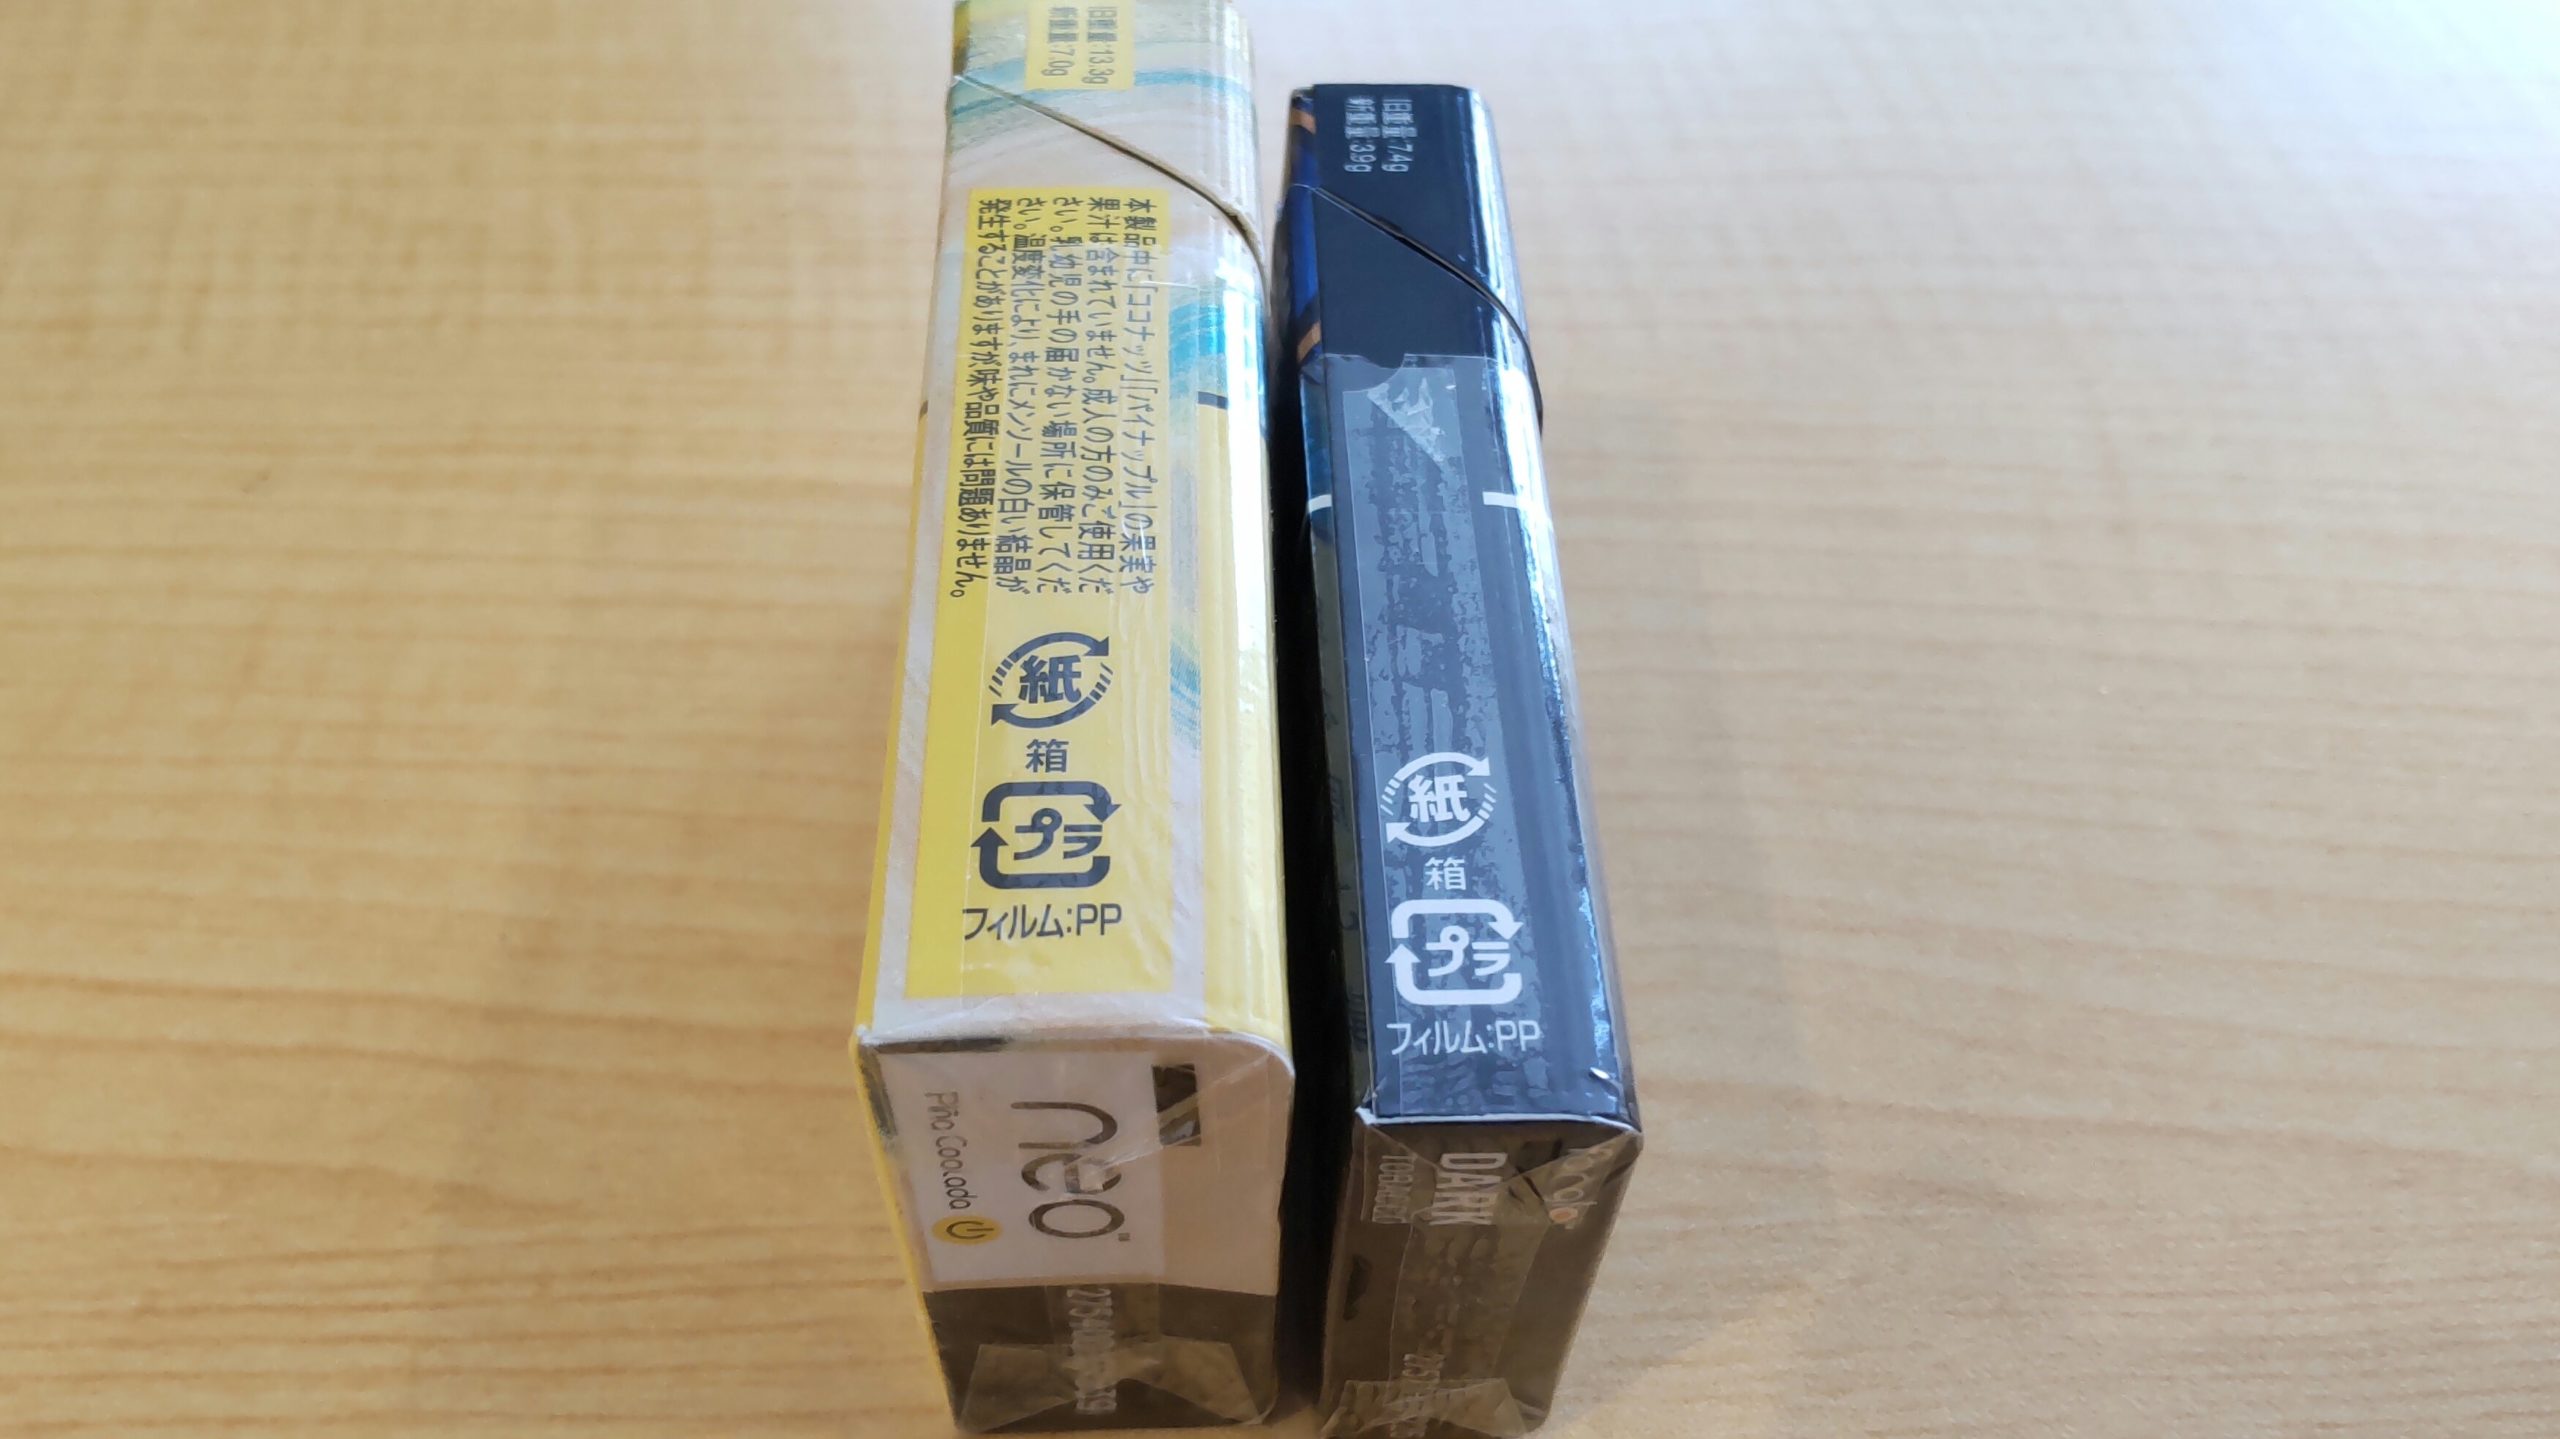 旧重量:13.3g
新重量:7.0g
本製品中に「ココナッツ」「パイナップル」の果実や
果汁は含まれていません。成人の方のみご使用くだ
さい。乳幼児の手の届かない場所に保管してくだ
さい。温度変化により、まれにメンソールの白い結晶が
発生することがありますが味や品質には問題ありません。
紙
箱
プラ
フィルム:PP
neo™
Piña Coolada
旧重量:7.4g
新重量:3.9g
紙
箱
プラ
フィルム:PP
DARK